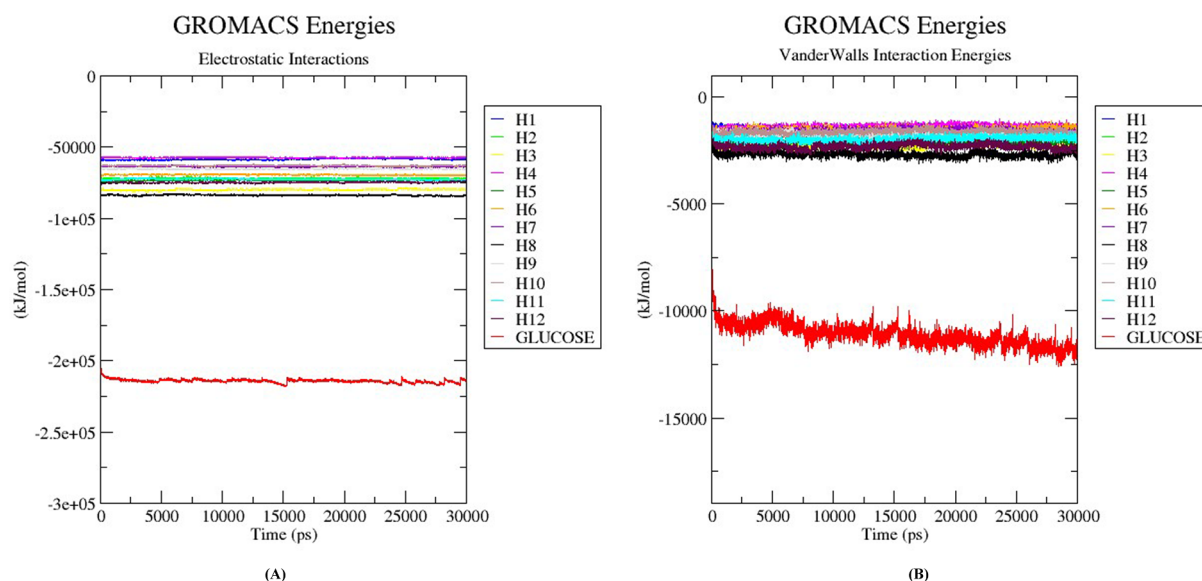 GROMACS Energies
Electrostatic Interactions
0
-50000
-1e+05
-1.5e+05
-2e+05
-2.5e+05
-3e+05
(kJ/mol)
0 5000 10000 15000 20000 25000 30000
Time (ps)
H1
H2
H3
H4
H5
H6
H7
H8
H9
H10
H11
H12
GLUCOSE
(A)
GROMACS Energies
VanderWalls Interaction Energies
0
-5000
-10000
-15000
(kJ/mol)
0 5000 10000 15000 20000 25000 30000
Time (ps)
H1
H2
H3
H4
H5
H6
H7
H8
H9
H10
H11
H12
GLUCOSE
(B)